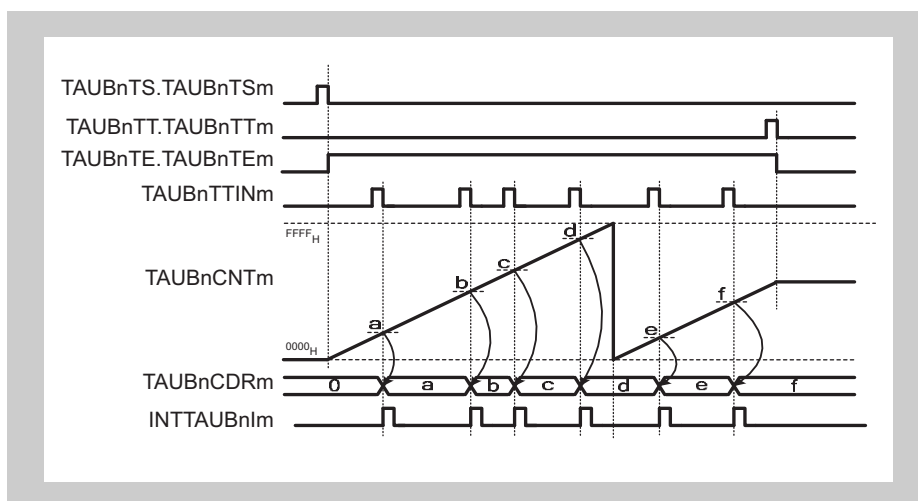 TAUBnTS.TAUBnTSm
TAUBnTT.TAUBnTTm
TAUBnTE.TAUBnTEm
TAUBnTTINm
FFFFH
TAUBnCNTm
a
b
c
d
e
f
0000H
TAUBnCDRm
0 a b c d e f
INTTAUBnIm